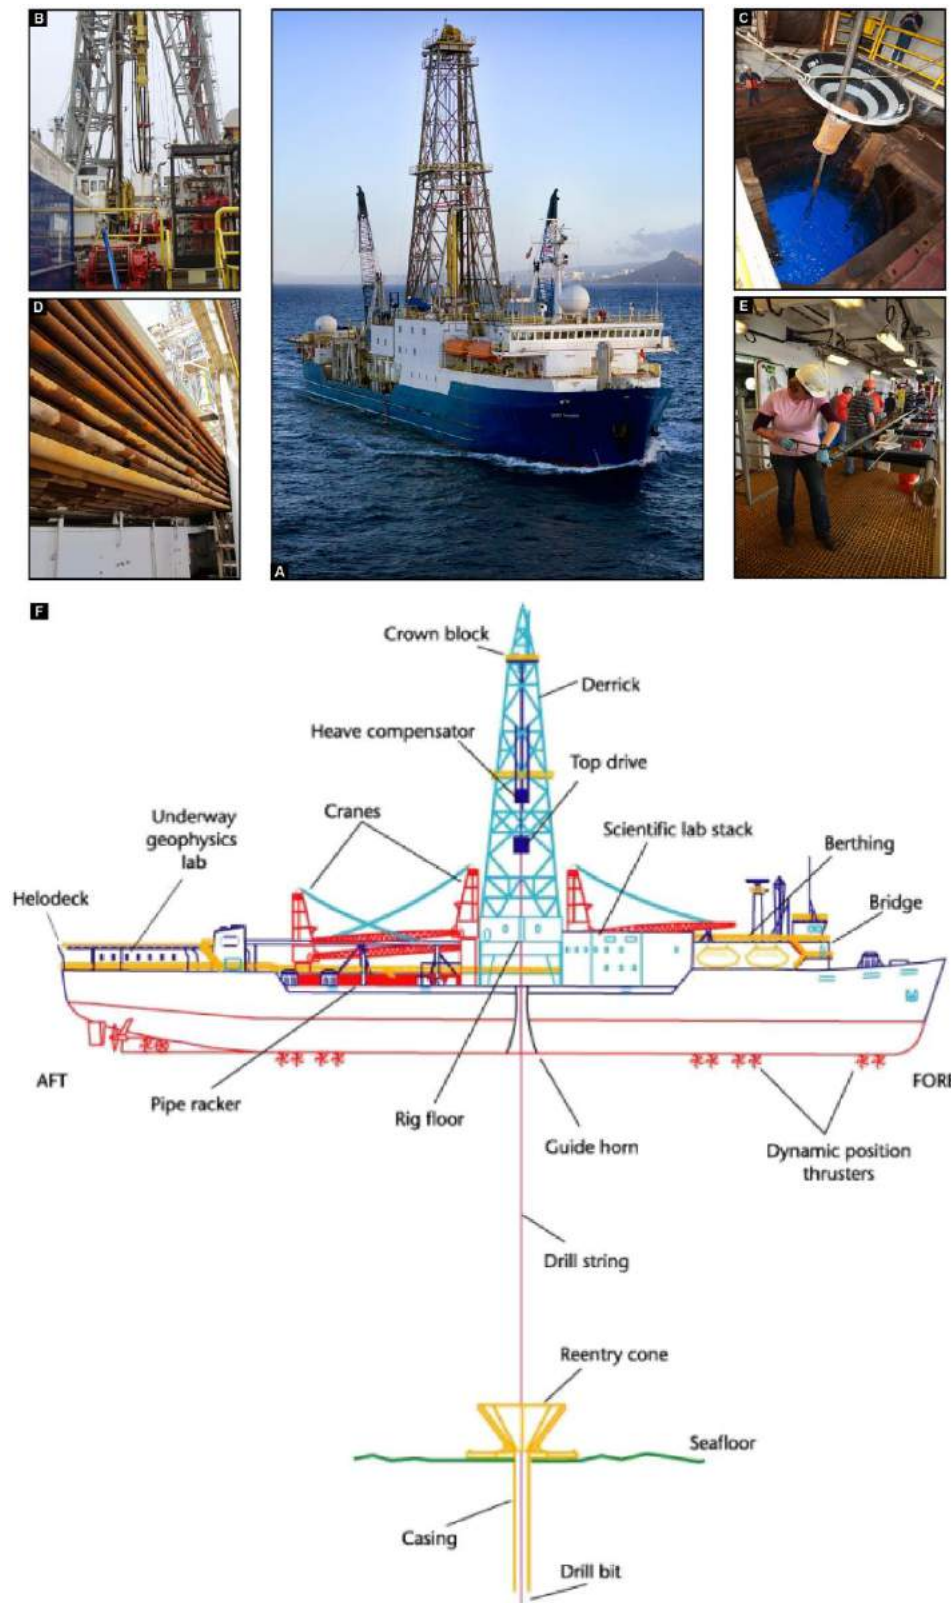 B
C
D
E
A
F
Crown block
Derrick
Heave compensator
Top drive
Cranes
Scientific lab stack
Underway
geophysics
lab
Berthing
Helodeck
Bridge
AFT
FORE
Pipe racker
Rig floor
Guide horn
Dynamic position
thrusters
Drill string
Reentry cone
Seafloor
Casing
Drill bit